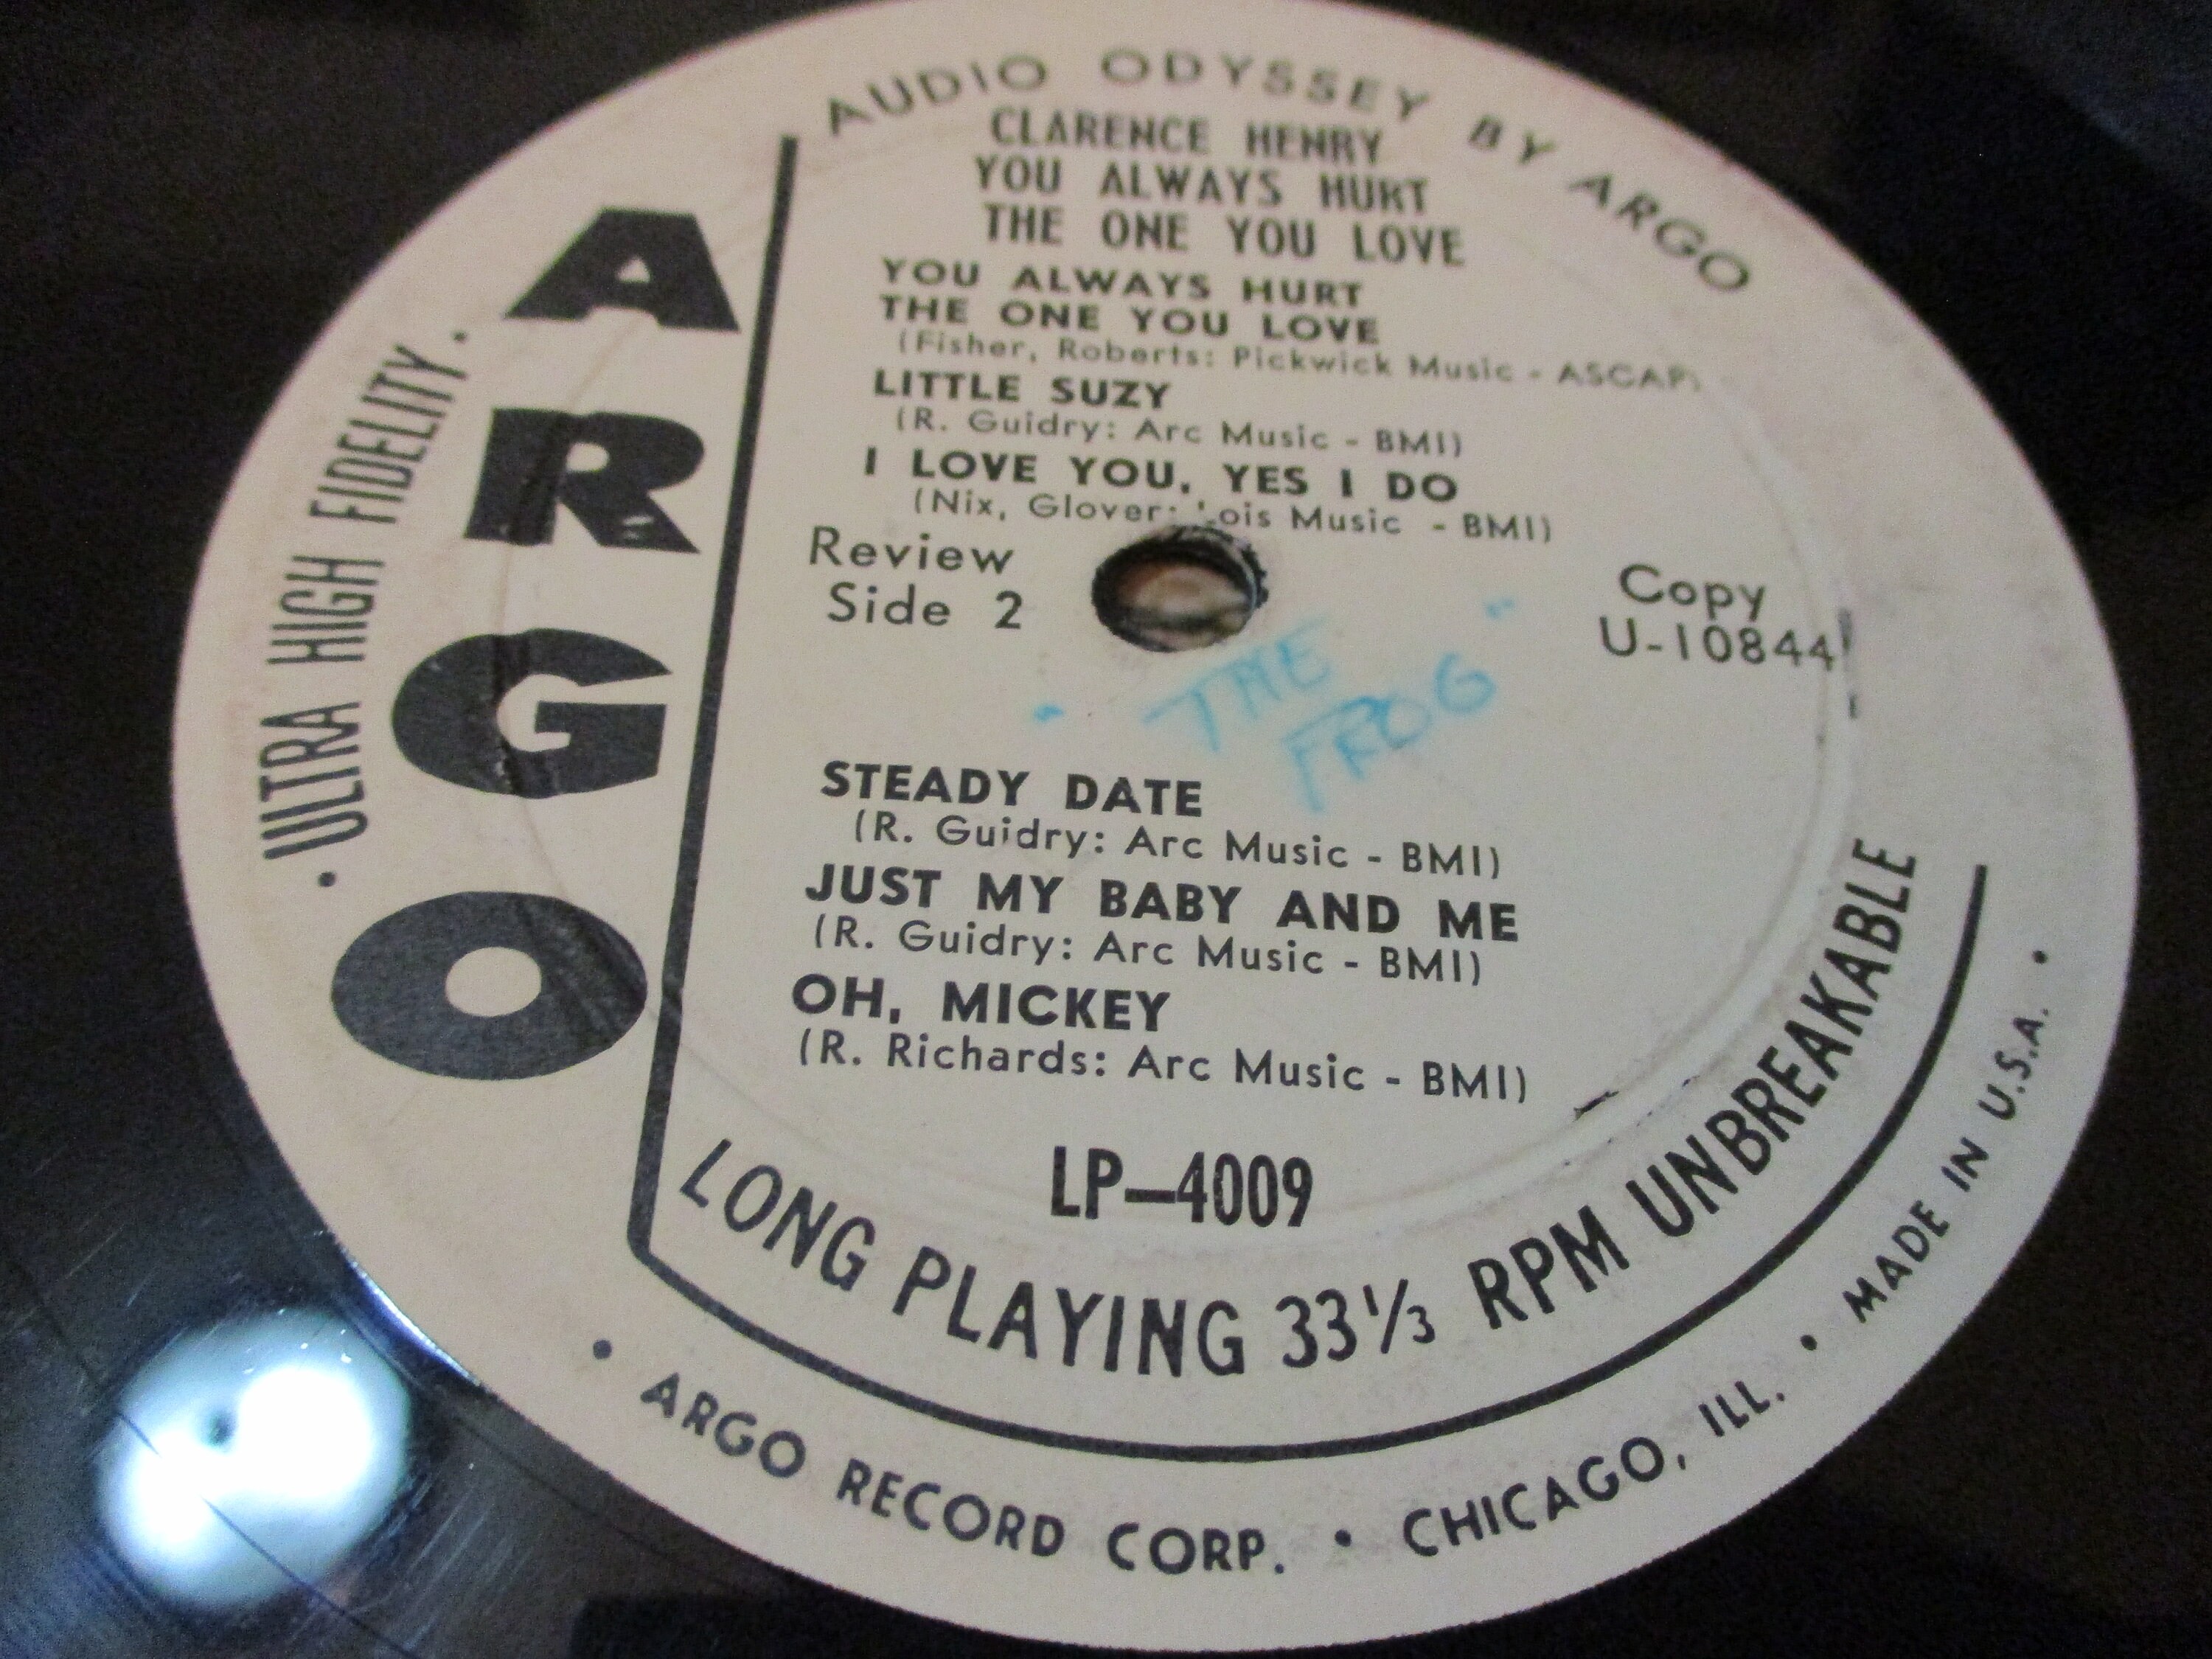 AUDIO ODYSSEY BY ARGO
CLARENCE HENRY
YOU ALWAYS HURT
THE ONE YOU LOVE
YOU ALWAYS HURT
THE ONE YOU LOVE
(Fisher, Roberts: Pickwick Music - ASCAP)
LITTLE SUZY
(R. Guidry: Arc Music - BMI)
I LOVE YOU, YES I DO
(Nix, Glover: Lois Music - BMI)
Review Copy
Side 2 U-10844
"THE
FROG"
STEADY DATE
(R. Guidry: Arc Music - BMI)
JUST MY BABY AND ME
(R. Guidry: Arc Music - BMI)
OH, MICKEY
(R. Richards: Arc Music - BMI)
LP-4009
LONG PLAYING 33⅓ RPM UNBREAKABLE
ARGO
• ULTRA HIGH FIDELITY •
• ARGO RECORD CORP. • CHICAGO, ILL. • MADE IN U.S.A. •